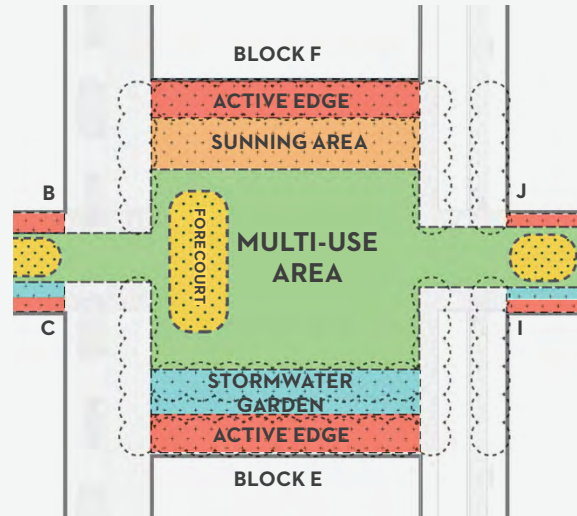 BLOCK F
ACTIVE EDGE
SUNNING AREA
B
J
FORECOURT
MULTI-USE
AREA
C
I
STORMWATER
GARDEN
ACTIVE EDGE
BLOCK E